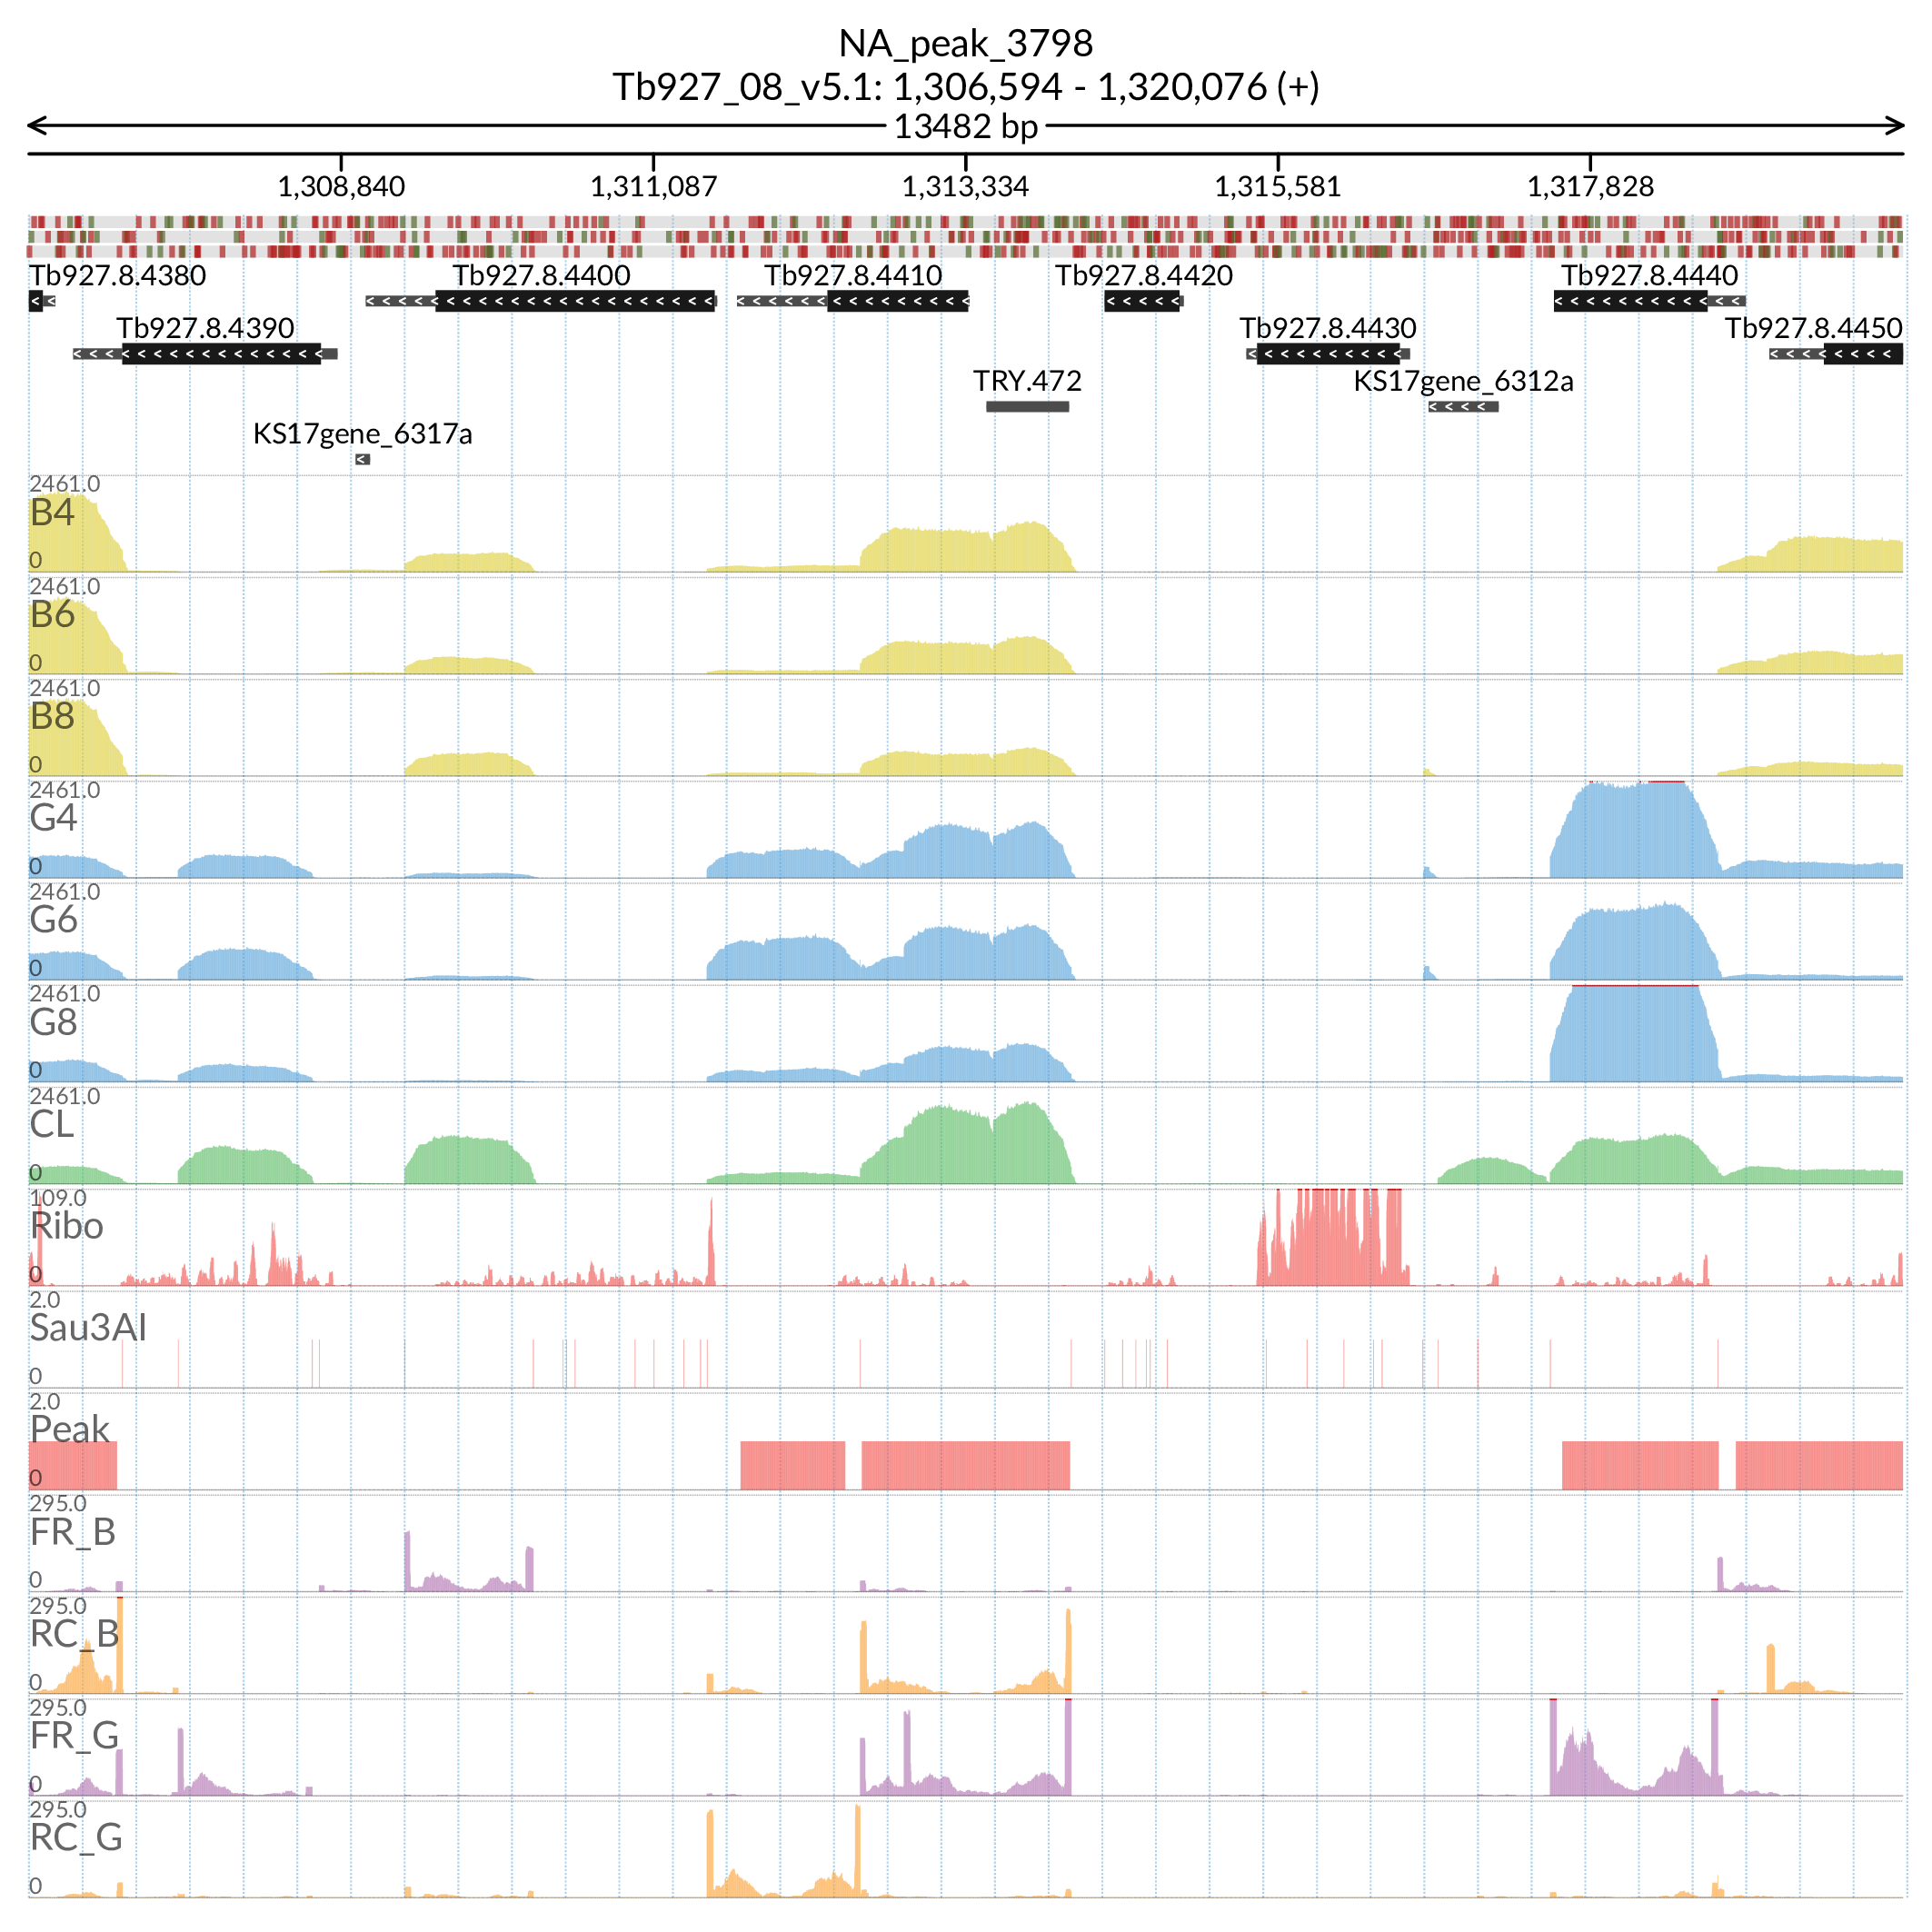 NA_peak_3798
Tb927_08_v5.1: 1,306,594 - 1,320,076 (+)
13482 bp
1,308,840 1,311,087 1,313,334 1,315,581 1,317,828
Tb927.8.4380 Tb927.8.4400 Tb927.8.4410 Tb927.8.4420 Tb927.8.4440
Tb927.8.4390 Tb927.8.4430 Tb927.8.4450
TRY.472 KS17gene_6312a
KS17gene_6317a
2461.0
B4
0
2461.0
B6
0
2461.0
B8
0
2461.0
G4
0
2461.0
G6
0
2461.0
G8
0
2461.0
CL
0
109.0
Ribo
0
2.0
Sau3AI
0
2.0
Peak
0
295.0
FR_B
0
295.0
RC_B
0
295.0
FR_G
0
295.0
RC_G
0